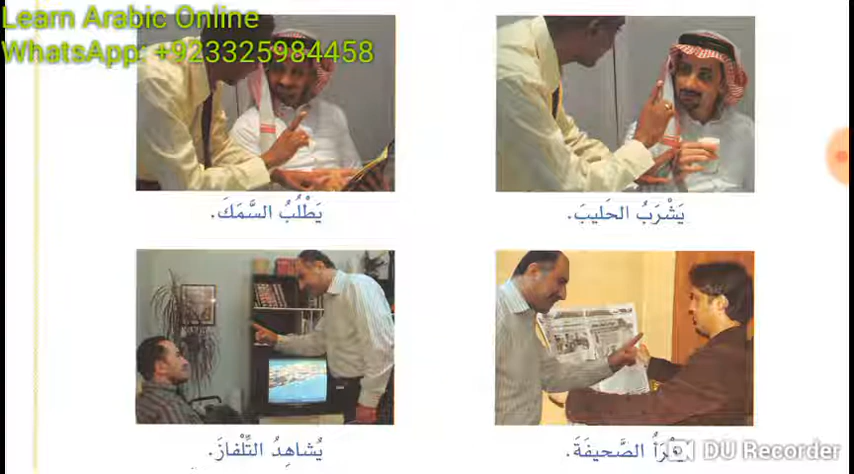 Learn Arabic Online
WhatsApp: +923325984458
يَشْرَبُ الحَليبَ.
يَطْلُبُ السَّمَكَ.
يَقْرَأُ الصَّحيفَةَ.
يُشاهِدُ التِّلْفازَ.
DU Recorder